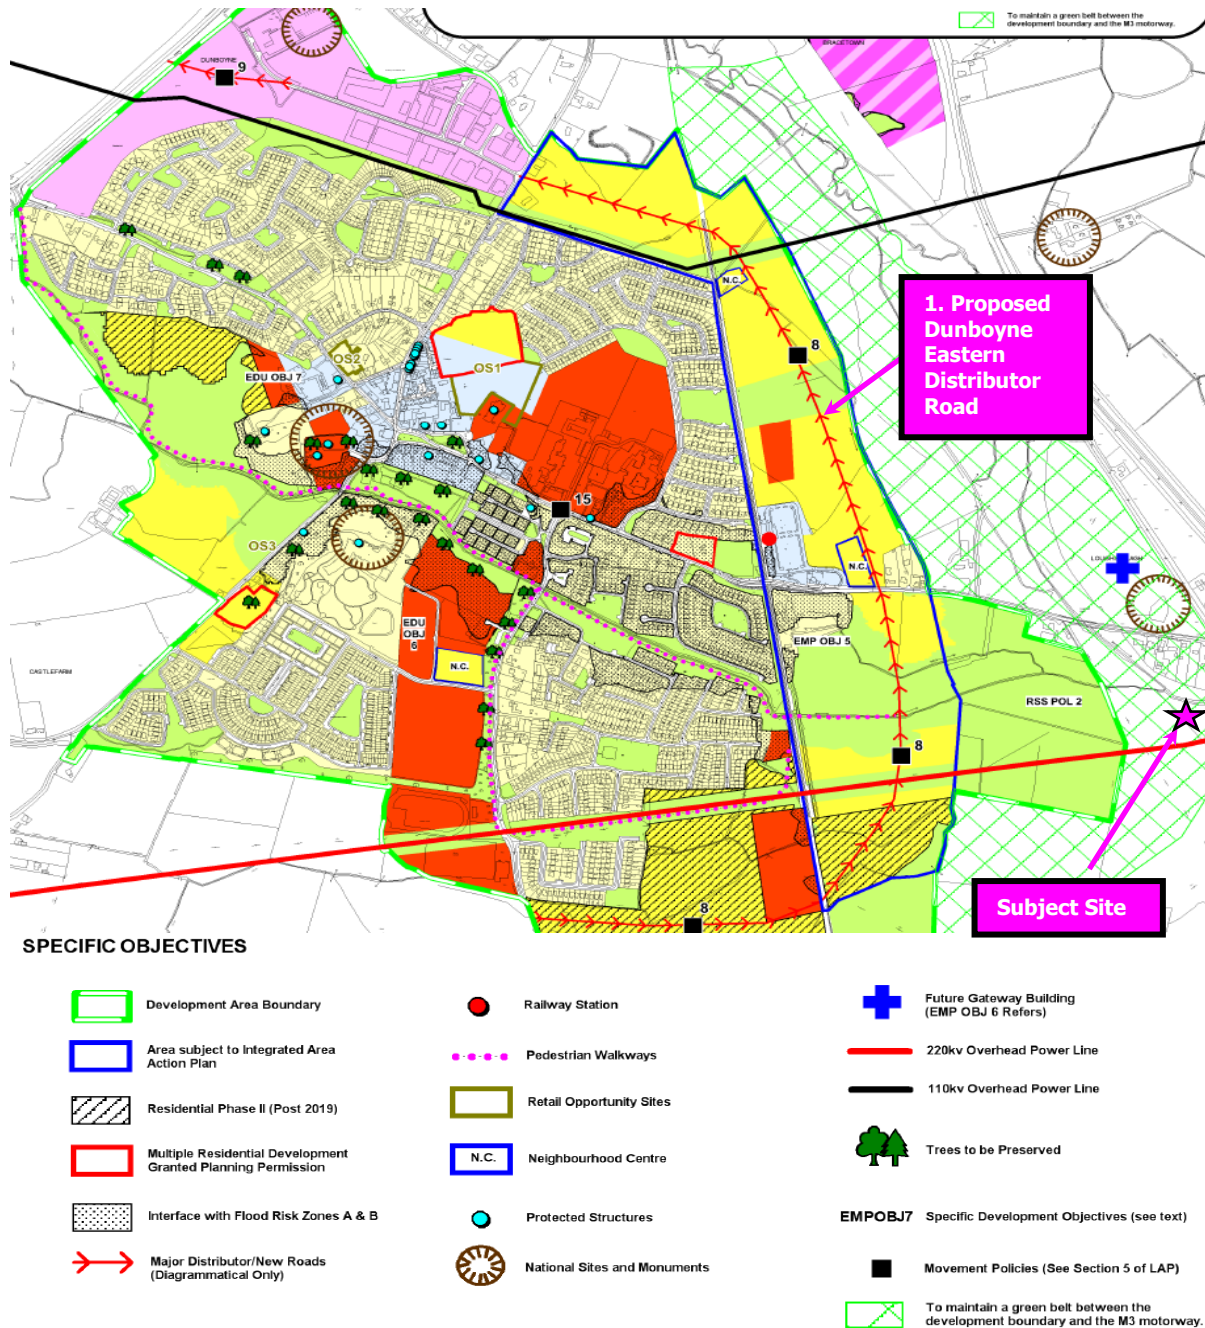 To maintain a green belt between the
development boundary and the M3 motorway.
BRACETOWN
DUNBOYNE
9
N.C.
1. Proposed
Dunboyne
Eastern
Distributor
Road
8
OS2
OS1
EDU OBJ 7
15
OS3
N.C.
EDU
OBJ
6
EMP OBJ 5
N.C.
CASTLEFARM
RSS POL 2
8
Subject Site
8
SPECIFIC OBJECTIVES
Development Area Boundary
Area subject to Integrated Area
Action Plan
Residential Phase II (Post 2019)
Multiple Residential Development
Granted Planning Permission
Interface with Flood Risk Zones A & B
Major Distributor/New Roads
(Diagrammatical Only)
Railway Station
Pedestrian Walkways
Retail Opportunity Sites
N.C.
Neighbourhood Centre
Protected Structures
National Sites and Monuments
Future Gateway Building
(EMP OBJ 6 Refers)
220kv Overhead Power Line
110kv Overhead Power Line
Trees to be Preserved
EMPOBJ7
Specific Development Objectives (see text)
Movement Policies (See Section 5 of LAP)
To maintain a green belt between the
development boundary and the M3 motorway.